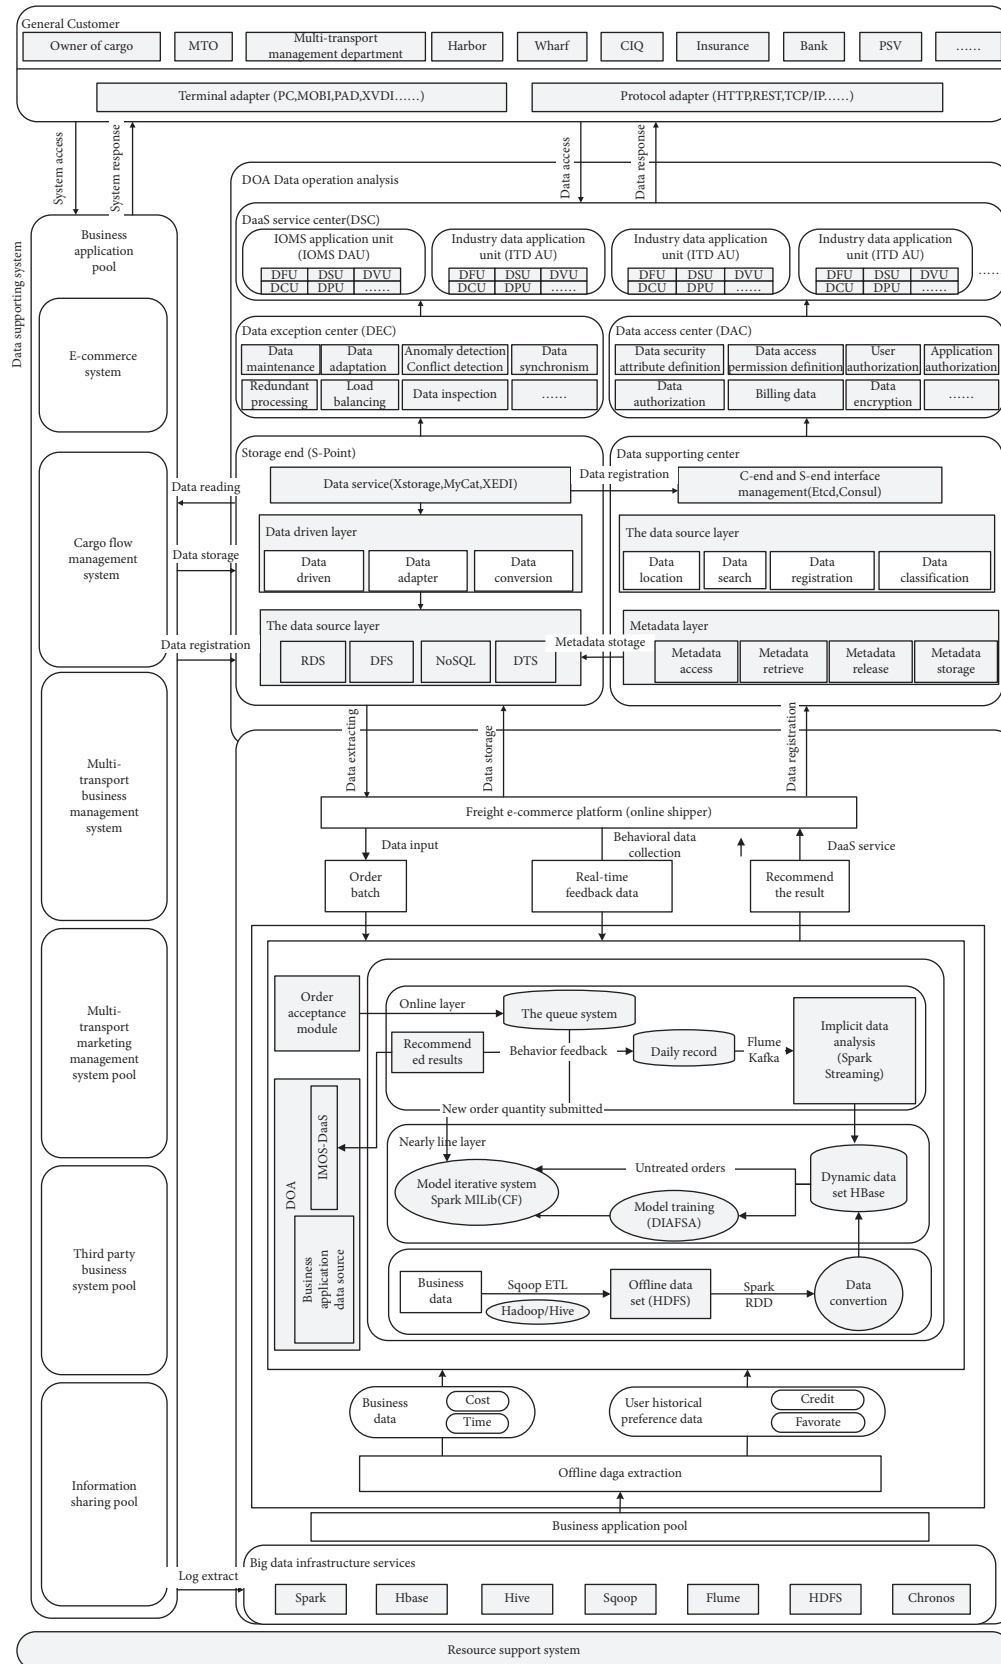 General Customer
Owner of cargo
MTO
Multi-transport
management department
Harbor
Wharf
CIQ
Insurance
Bank
PSV
......
Terminal adapter (PC,MOBI,PAD,XVDI......)
Protocol adapter (HTTP,REST,TCP/IP......)
System access
System response
Data access
Data response
Data supporting system
Business
application
pool
E-commerce
system
Cargo flow
management
system
Multi-
transport
business
management
system
Multi-
transport
marketing
management
system pool
Third party
business
system pool
Information
sharing pool
DOA Data operation analysis
DaaS service center(DSC)
IOMS application unit
(IOMS DAU)
DFU
DSU
DVU
DCU
DPU
......
Industry data application
unit (ITD AU)
DFU
DSU
DVU
DCU
DPU
......
Industry data application
unit (ITD AU)
DFU
DSU
DVU
DCU
DPU
......
Industry data application
unit (ITD AU)
DFU
DSU
DVU
DCU
DPU
......
......
Data exception center (DEC)
Data
maintenance
Data
adaptation
Anomaly detection
Conflict detection
Data
synchronism
Redundant
processing
Load
balancing
Data inspection
......
Data access center (DAC)
Data security
attribute definition
Data access
permission definition
User
authorization
Application
authorization
Data
authorization
Billing data
Data
encryption
......
Storage end (S-Point)
Data service(Xstorage,MyCat,XEDI)
Data driven layer
Data
driven
Data
adapter
Data
conversion
The data source layer
RDS
DFS
NoSQL
DTS
Data registration
Data supporting center
C-end and S-end interface
management(Etcd,Consul)
The data source layer
Data
location
Data
search
Data
registration
Data
classification
Metadata stotage
Metadata layer
Metadata
access
Metadata
retrieve
Metadata
release
Metadata
storage
Data reading
Data storage
Data registration
Data extracting
Data storage
Data registration
Freight e-commerce platform (online shipper)
Data input
Behavioral data
collection
DaaS service
Order
batch
Real-time
feedback data
Recommend
the result
Order
acceptance
module
Online layer
The queue system
Recommend
ed results
Behavior feedback
Daily record
Flume
Kafka
Implicit data
analysis
(Spark
Streaming)
New order quantity submitted
DOA
IMOS-DaaS
Business
application
data source
Nearly line layer
Model iterative system
Spark MlLib(CF)
Untreated orders
Model training
(DIAFSA)
Dynamic data
set HBase
Business
data
Sqoop ETL
Hadoop/Hive
Offline data
set (HDFS)
Spark
RDD
Data
convertion
Business
data
Cost
Time
User historical
preference data
Credit
Favorate
Offline daga extraction
Business application pool
Log extract
Big data infrastructure services
Spark
Hbase
Hive
Sqoop
Flume
HDFS
Chronos
Resource support system